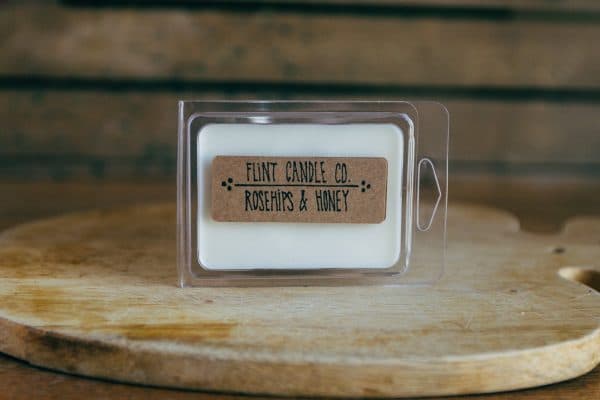 FLINT CANDLE CO.
ROSEHIPS & HONEY